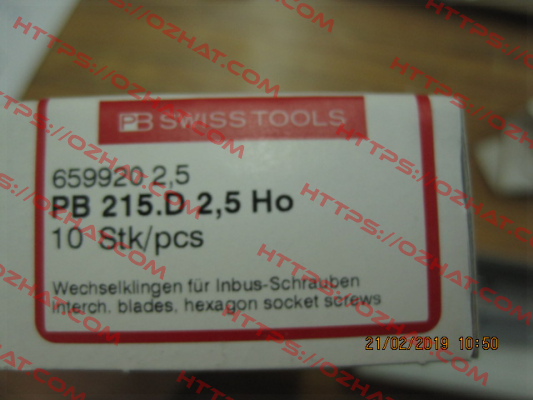 PB SWISS TOOLS
659920 2,5
PB 215.D 2,5 Ho
10 Stk/pcs
Wechselklingen für Inbus-Schrauben
interch. blades, hexagon socket screws
21/02/2019 10:50
HTTPS://OZHAT.COM